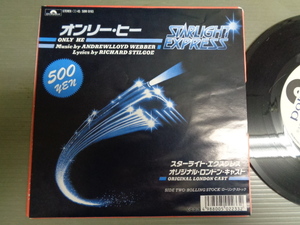 オンリー・ヒー
ONLY HE
Music by ANDREW LLOYD WEBBER
Lyrics by RICHARD STILGOE
STARLIGHT
EXPRESS
500
YEN
スターライト・エクスプレス
オリジナル・ロンドン・キャスト
ORIGINAL LONDON CAST
SIDE TWO: ROLLING STOCK